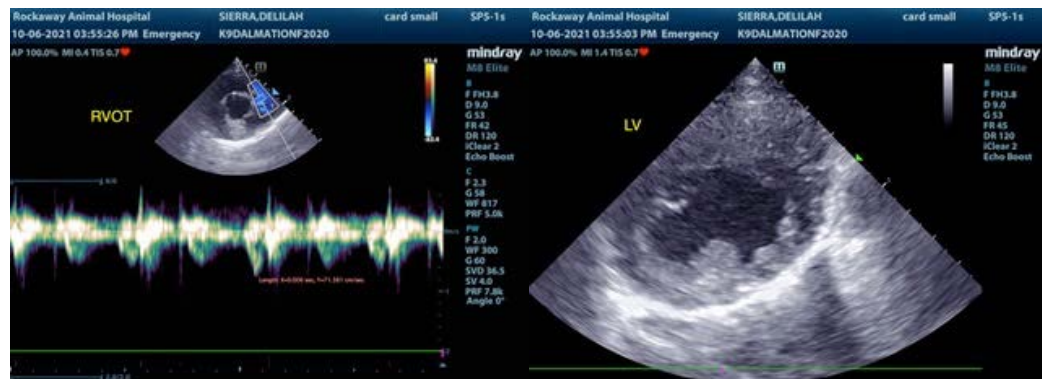 Rockaway Animal Hospital SIERRA,DELILAH card small SP5-1s
10-06-2021 03:55:26 PM Emergency K9DALMATIONF2020
AP 100.0% MI 0.4 TIS 0.7
mindray
M8 Elite
B
F FH3.8
D 9.0
G 53
FR 42
DR 120
iClear 2
Echo Boost
C
F 2.3
G 58
WF 817
PRF 5.0k
PW
F 2.0
WF 300
G 60
SVD 36.5
SV 4.0
PRF 7.8k
Angle 0°
RVOT
Rockaway Animal Hospital SIERRA,DELILAH card small SP5-1s
10-06-2021 03:55:03 PM Emergency K9DALMATIONF2020
AP 100.0% MI 1.4 TIS 0.7
mindray
M8 Elite
B
F FH3.8
D 9.0
G 53
FR 45
DR 120
iClear 2
Echo Boost
LV